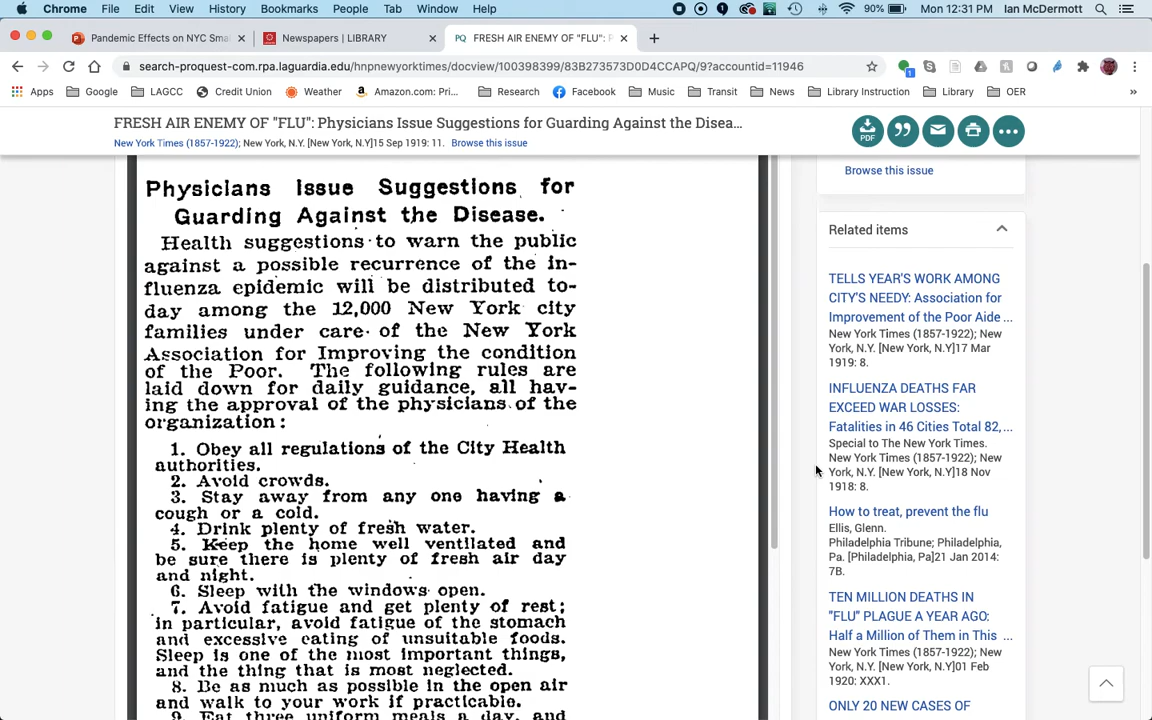 Chrome File Edit View History Bookmarks People Tab Window Help 90% Mon 12:31 PM Ian McDermott
Pandemic Effects on NYC Sma
Newspapers | LIBRARY
FRESH AIR ENEMY OF "FLU": P
search-proquest-com.rpa.laguardia.edu/hnpnewyorktimes/docview/100398399/83B273573D0D4CCAPQ/9?accountid=11946
Apps Google LAGCC Credit Union Weather Amazon.com: Pri... Research Facebook Music Transit News Library Instruction Library OER »
FRESH AIR ENEMY OF "FLU": Physicians Issue Suggestions for Guarding Against the Disea...
New York Times (1857-1922); New York, N.Y. [New York, N.Y]15 Sep 1919: 11. Browse this issue
PDF
Physicians Issue Suggestions for
Guarding Against the Disease.
Health suggestions to warn the public
against a possible recurrence of the in-
fluenza epidemic will be distributed to-
day among the 12,000 New York city
families under care of the New York
Association for Improving the condition
of the Poor. The following rules are
laid down for daily guidance, all hav-
ing the approval of the physicians of the
organization:
1. Obey all regulations of the City Health
authorities.
2. Avoid crowds.
3. Stay away from any one having a
cough or a cold.
4. Drink plenty of fresh water.
5. Keep the home well ventilated and
be sure there is plenty of fresh air day
and night.
6. Sleep with the windows open.
7. Avoid fatigue and get plenty of rest;
in particular, avoid fatigue of the stomach
and excessive eating of unsuitable foods.
Sleep is one of the most important things,
and the thing that is most neglected.
8. Be as much as possible in the open air
and walk to your work if practicable.
9. Eat three uniform meals a day, and
Browse this issue
Related items
TELLS YEAR'S WORK AMONG
CITY'S NEEDY: Association for
Improvement of the Poor Aide ...
New York Times (1857-1922); New
York, N.Y. [New York, N.Y]17 Mar
1919: 8.
INFLUENZA DEATHS FAR
EXCEED WAR LOSSES:
Fatalities in 46 Cities Total 82,...
Special to The New York Times.
New York Times (1857-1922); New
York, N.Y. [New York, N.Y]18 Nov
1918: 8.
How to treat, prevent the flu
Ellis, Glenn.
Philadelphia Tribune; Philadelphia,
Pa. [Philadelphia, Pa]21 Jan 2014:
7B.
TEN MILLION DEATHS IN
"FLU" PLAGUE A YEAR AGO:
Half a Million of Them in This ...
New York Times (1857-1922); New
York, N.Y. [New York, N.Y]01 Feb
1920: XXX1.
ONLY 20 NEW CASES OF